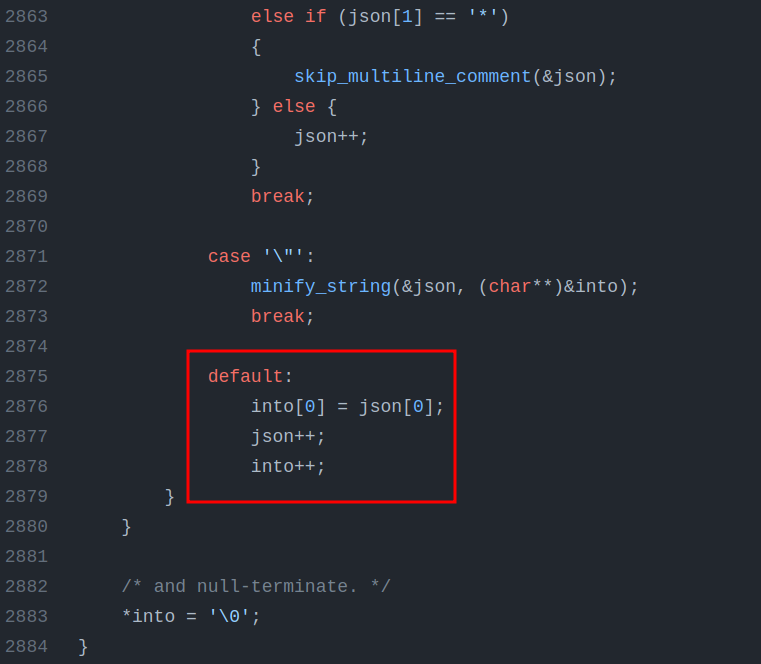 2863                else if (json[1] == '*')
2864                {
2865                    skip_multiline_comment(&json);
2866                } else {
2867                    json++;
2868                }
2869                break;
2870
2871            case '\"':
2872                minify_string(&json, (char**)&into);
2873                break;
2874
2875            default:
2876                into[0] = json[0];
2877                json++;
2878                into++;
2879        }
2880    }
2881
2882    /* and null-terminate. */
2883    *into = '\0';
2884 }